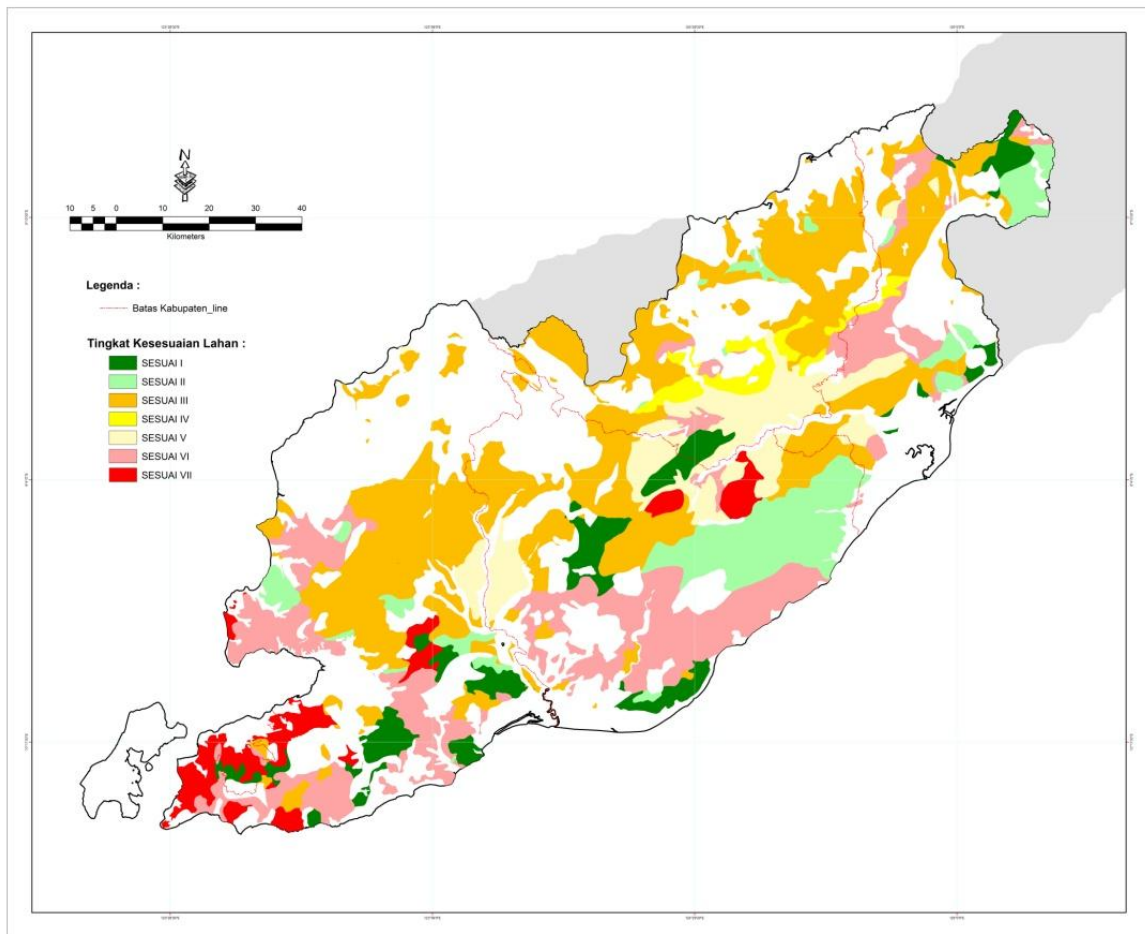 N
10 5 0 10 20 30 40
Kilometers
Legenda :
Batas Kabupaten_line
Tingkat Kesesuaian Lahan :
SESUAI I
SESUAI II
SESUAI III
SESUAI IV
SESUAI V
SESUAI VI
SESUAI VII